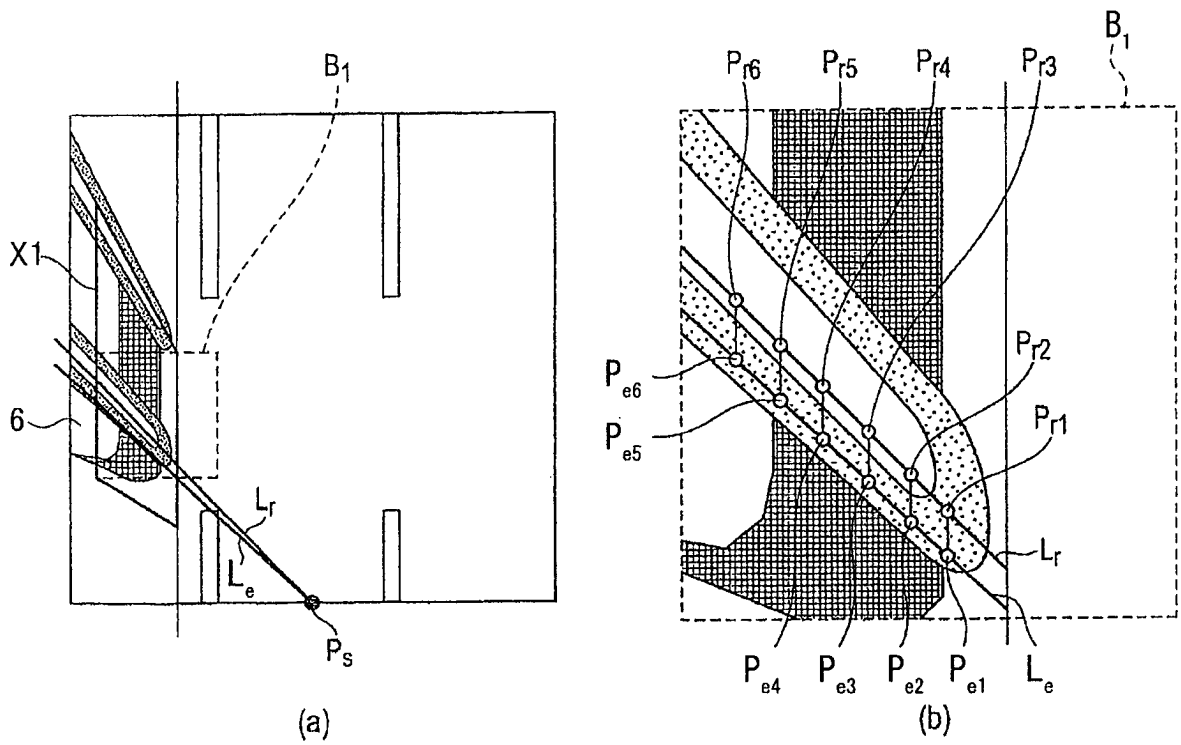 B₁
X1
6
Lᵣ
Lₑ
Pₛ
(a)
B₁
Pᵣ₆ Pᵣ₅ Pᵣ₄ Pᵣ₃
Pᵣ₂
Pₑ₆
Pᵣ₁
Pₑ₅
Lᵣ
Pₑ₄ Pₑ₃ Pₑ₂ Pₑ₁ Lₑ
(b)